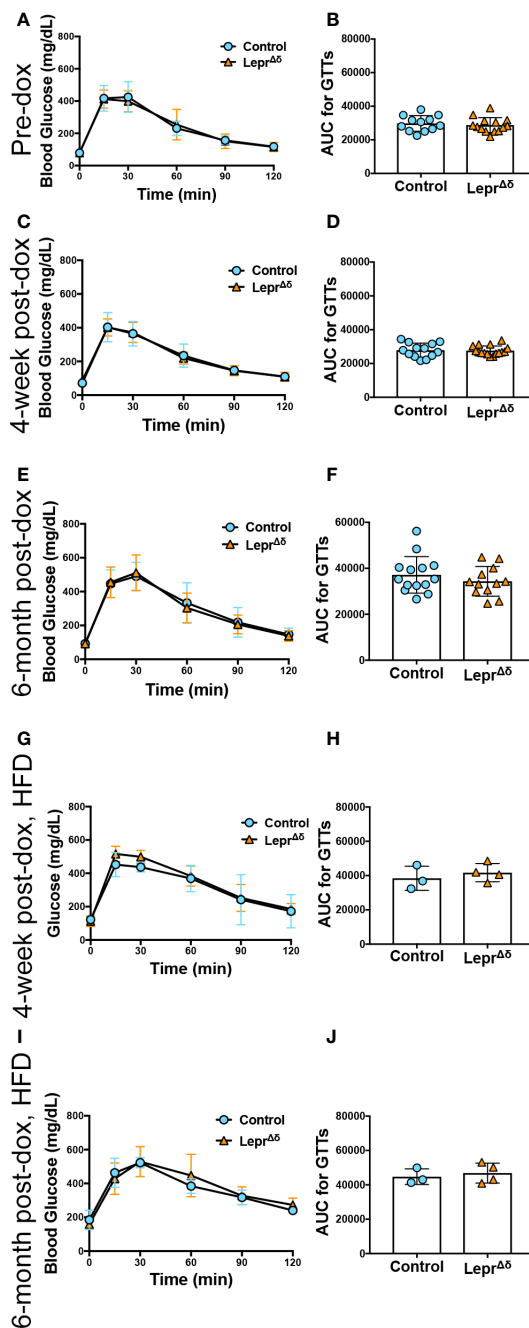 A
B
Pre-dox
Blood Glucose (mg/dL)
800
600
400
200
0
0 30 60 90 120
Time (min)
Control
Lepr^Δδ
AUC for GTTs
80000
60000
40000
20000
0
Control Lepr^Δδ
C
D
4-week post-dox
Blood Glucose (mg/dL)
800
600
400
200
0
0 30 60 90 120
Time (min)
Control
Lepr^Δδ
AUC for GTTs
80000
60000
40000
20000
0
Control Lepr^Δδ
E
F
6-month post-dox
Blood Glucose (mg/dL)
800
600
400
200
0
0 30 60 90 120
Time (min)
Control
Lepr^Δδ
AUC for GTTs
60000
40000
20000
0
Control Lepr^Δδ
G
H
4-week post-dox, HFD
Glucose (mg/dL)
800
600
400
200
0
0 30 60 90 120
Time (min)
Control
Lepr^Δδ
AUC for GTTs
80000
60000
40000
20000
0
Control Lepr^Δδ
I
J
6-month post-dox, HFD
Blood Glucose (mg/dL)
800
600
400
200
0
0 30 60 90 120
Time (min)
Control
Lepr^Δδ
AUC for GTTs
80000
60000
40000
20000
0
Control Lepr^Δδ